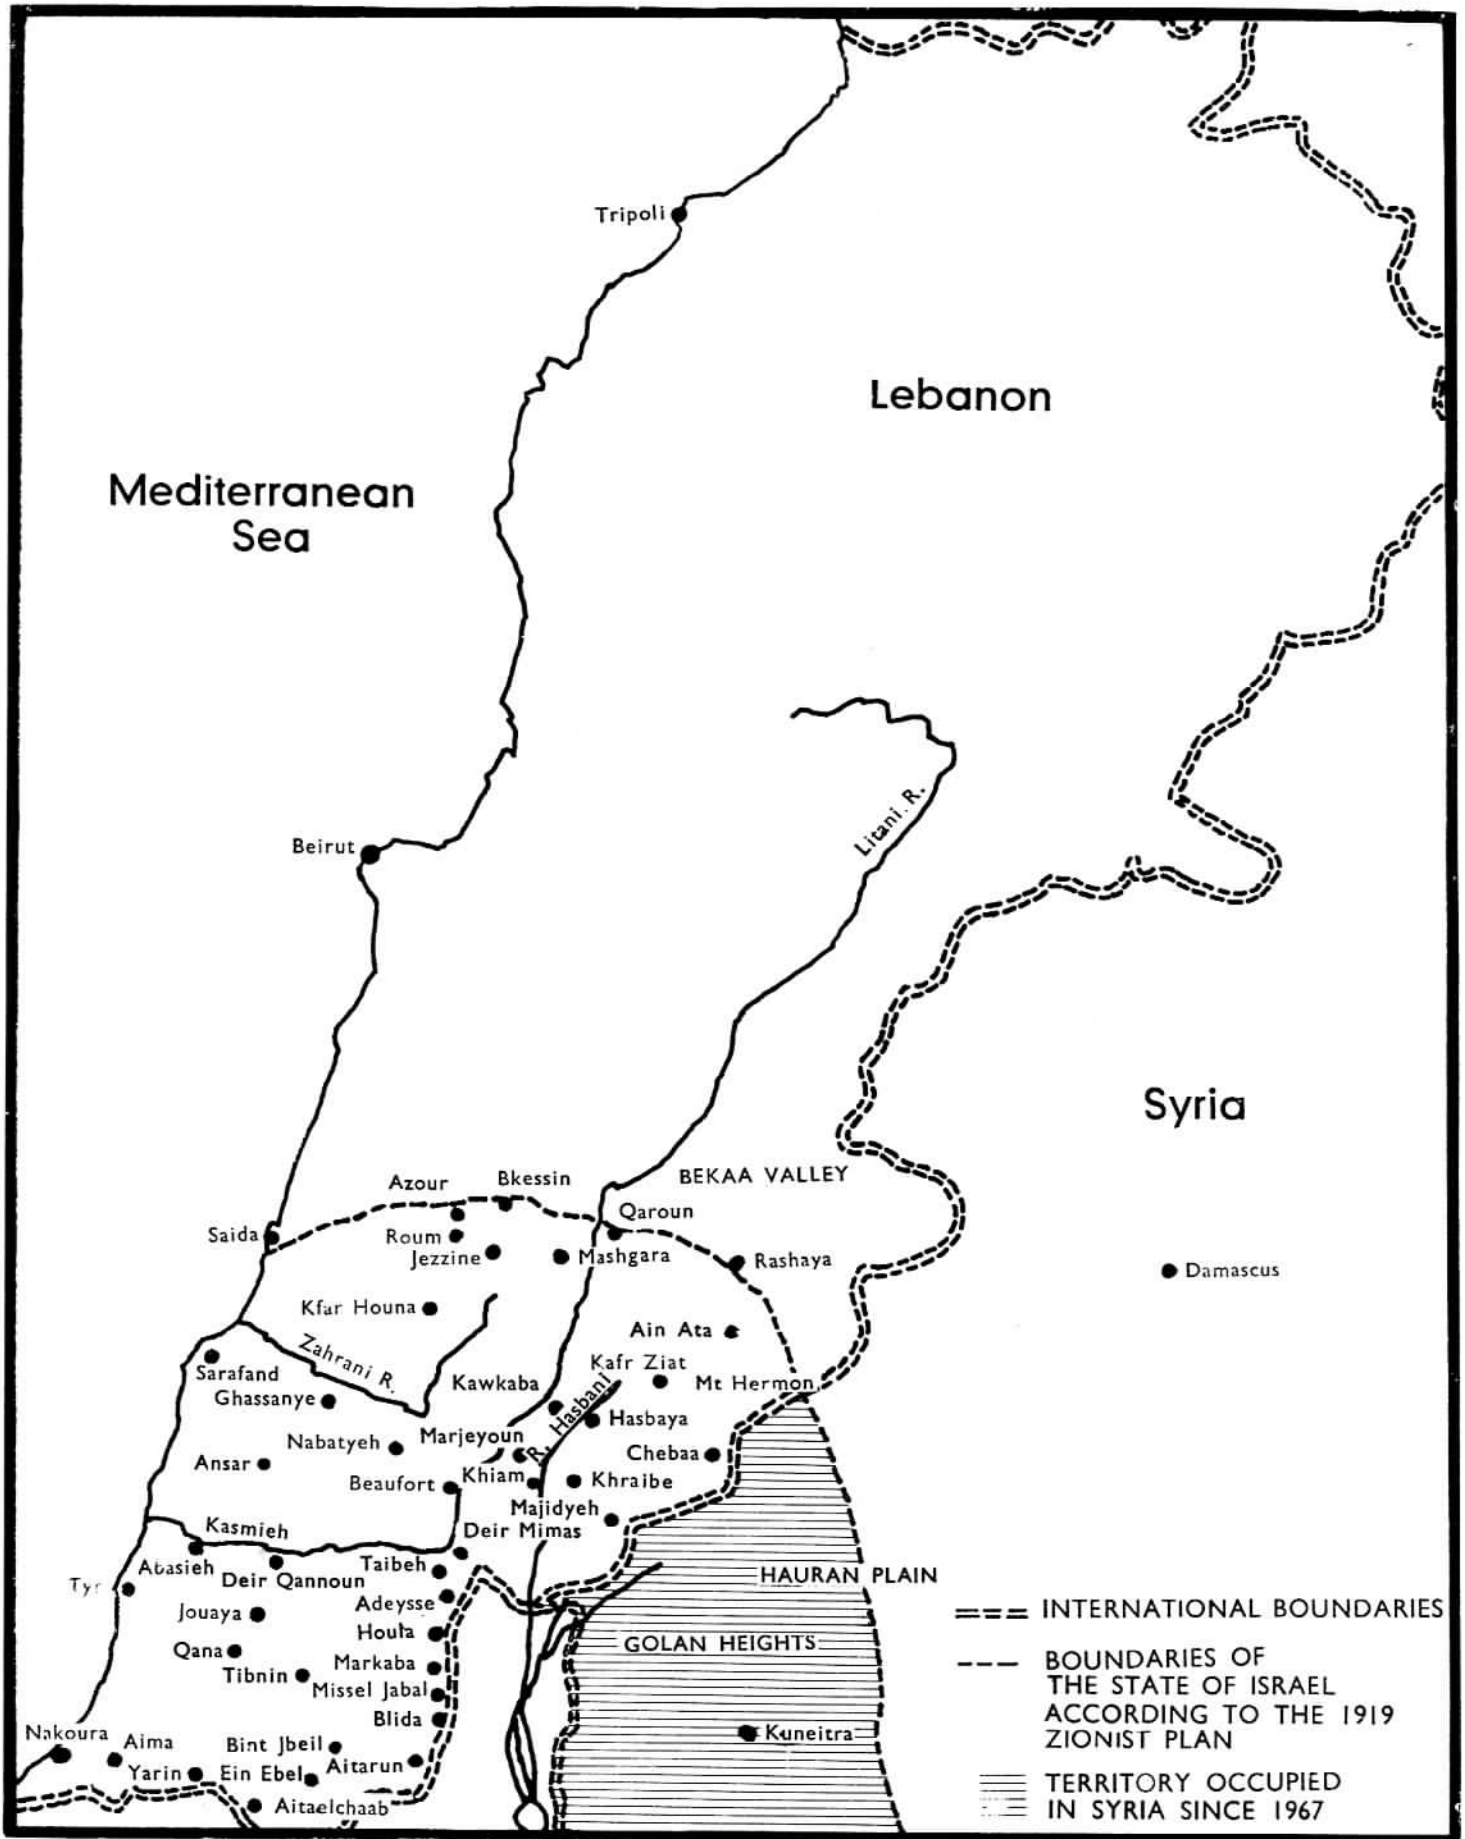 Tripoli
Lebanon
Mediterranean
Sea
Litani. R.
Beirut
Syria
BEKAA VALLEY
Azour
Bkessin
Qaroun
Saida
Roum
Jezzine
Mashgara
Rashaya
Damascus
Kfar Houna
Ain Ata
Zahrani R.
Sarafand
Kafr Ziat
Ghassanye
Kawkaba
Mt Hermon
R. Hasbani
Hasbaya
Nabatyeh
Marjeyoun
Ansar
Chebaa
Beaufort
Khiam
Khraibe
Majidyeh
Kasmieh
Deir Mimas
Abasieh
Deir Qannoun
Taibeh
Tyr
HAURAN PLAIN
Jouaya
Adeysse
Houla
Qana
GOLAN HEIGHTS
Tibnin
Markaba
Missel Jabal
Blida
Nakoura
Aima
Bint Jbeil
Kuneitra
Yarin
Ein Ebel
Aitarun
Aitaelchaab
=== INTERNATIONAL BOUNDARIES
--- BOUNDARIES OF
THE STATE OF ISRAEL
ACCORDING TO THE 1919
ZIONIST PLAN
TERRITORY OCCUPIED
IN SYRIA SINCE 1967